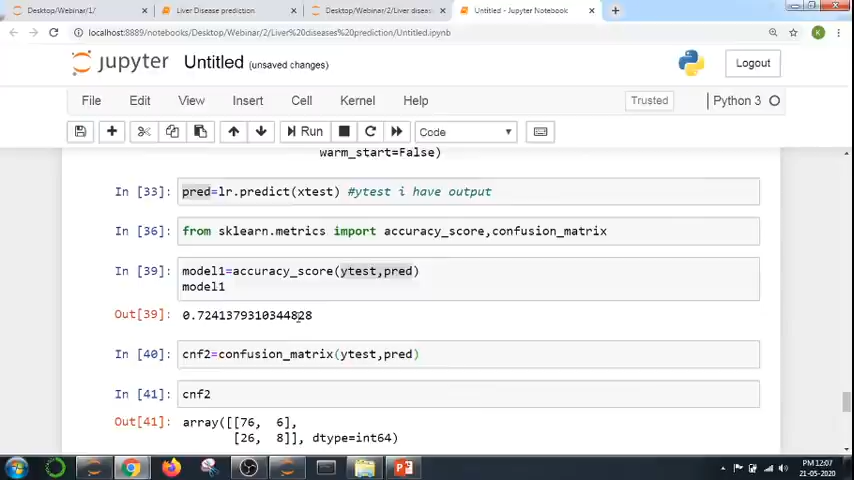 Desktop/Webinar/1/
Liver Disease prediction
Desktop/Webinar/2/Liver diseas
Untitled - Jupyter Notebook
localhost:8889/notebooks/Desktop/Webinar/2/Liver%20diseases%20prediction/Untitled.ipynb
K
jupyter Untitled (unsaved changes)
Logout
File Edit View Insert Cell Kernel Help
Trusted
Python 3
Run
Code
warm_start=False)
In [33]: pred=lr.predict(xtest) #ytest i have output
In [36]: from sklearn.metrics import accuracy_score,confusion_matrix
In [39]: model1=accuracy_score(ytest,pred)
model1
Out[39]: 0.7241379310344828
In [40]: cnf2=confusion_matrix(ytest,pred)
In [41]: cnf2
Out[41]: array([[76, 6],
[26, 8]], dtype=int64)
PM 12:07
21-05-2020